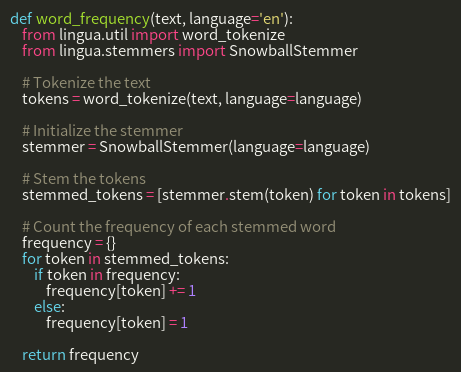 def word_frequency(text, language='en'):
    from lingua.util import word_tokenize
    from lingua.stemmers import SnowballStemmer

    # Tokenize the text
    tokens = word_tokenize(text, language=language)

    # Initialize the stemmer
    stemmer = SnowballStemmer(language=language)

    # Stem the tokens
    stemmed_tokens = [stemmer.stem(token) for token in tokens]

    # Count the frequency of each stemmed word
    frequency = {}
    for token in stemmed_tokens:
        if token in frequency:
            frequency[token] += 1
        else:
            frequency[token] = 1

    return frequency